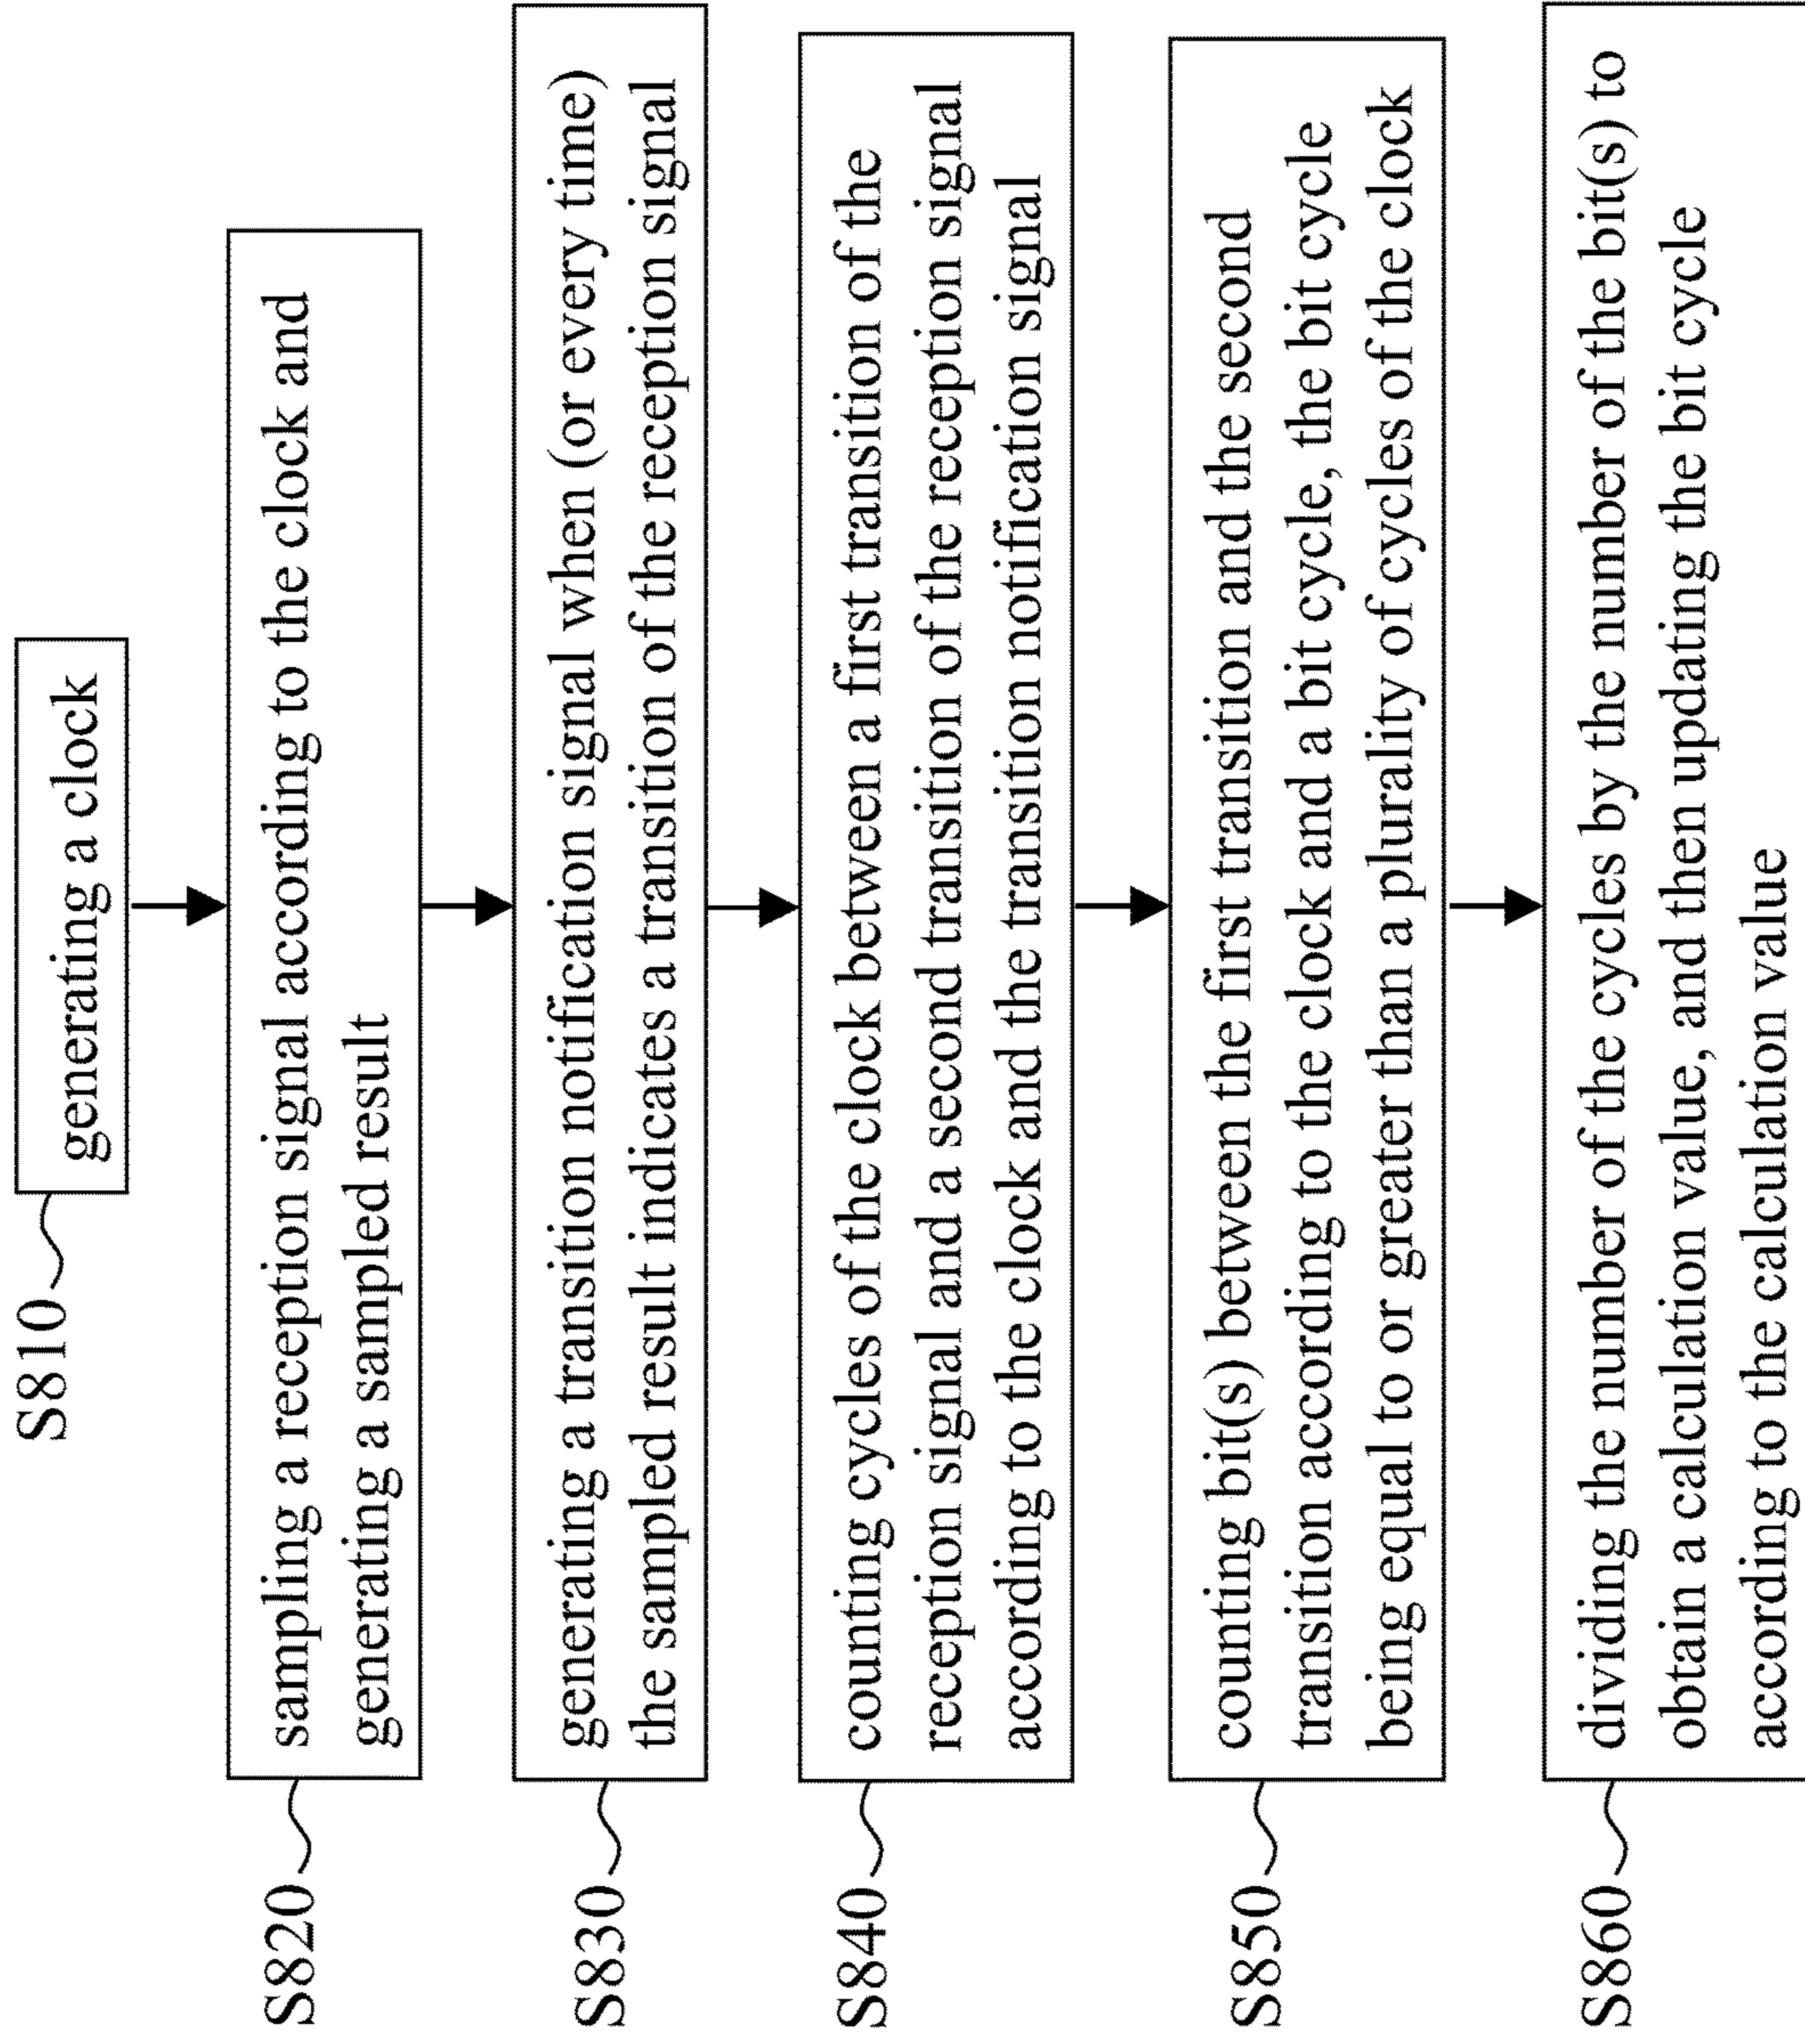 S810
generating a clock
S820
sampling a reception signal according to the clock and
generating a sampled result
S830
generating a transition notification signal when (or every time)
the sampled result indicates a transition of the reception signal
S840
counting cycles of the clock between a first transition of the
reception signal and a second transition of the reception signal
according to the clock and the transition notification signal
S850
counting bit(s) between the first transition and the second
transition according to the clock and a bit cycle, the bit cycle
being equal to or greater than a plurality of cycles of the clock
S860
dividing the number of the cycles by the number of the bit(s) to
obtain a calculation value, and then updating the bit cycle
according to the calculation value